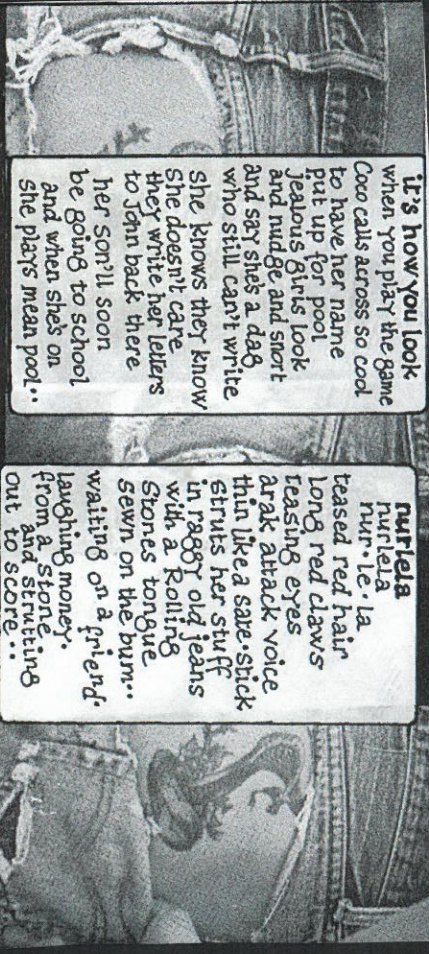 it's how you look
when you play the game
Coco calls across so cool
to have her name
put up for pool
jealous girls look
and nudge and snort
and say she's a dag
who still can't write
she knows they know
She doesn't care
they write her letters
to John back there
her son'll soon
be going to school
and when she's on
she plays mean pool..
nurlela
nurlela
nur·le·la
teased red hair
long red claws
teasing eyes
arak attack voice
thin like a sate·stick
struts her stuff
in raggy old jeans
with a Rolling
Stones tongue
sewn on the bum..
waiting on a friend·
laughing money·
from a stone
and strutting
out to score...